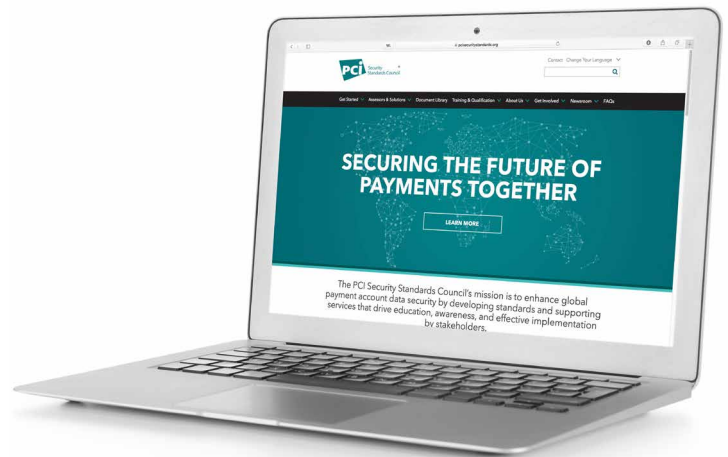 pcisecuritystandards.org
PCi Security
Standards Council
Contact Change Your Language
Get Started Assessors & Solutions Document Library Training & Qualification About Us Get Involved Newsroom FAQs
SECURING THE FUTURE OF
PAYMENTS TOGETHER
LEARN MORE
The PCI Security Standards Council's mission is to enhance global
payment account data security by developing standards and supporting
services that drive education, awareness, and effective implementation
by stakeholders.